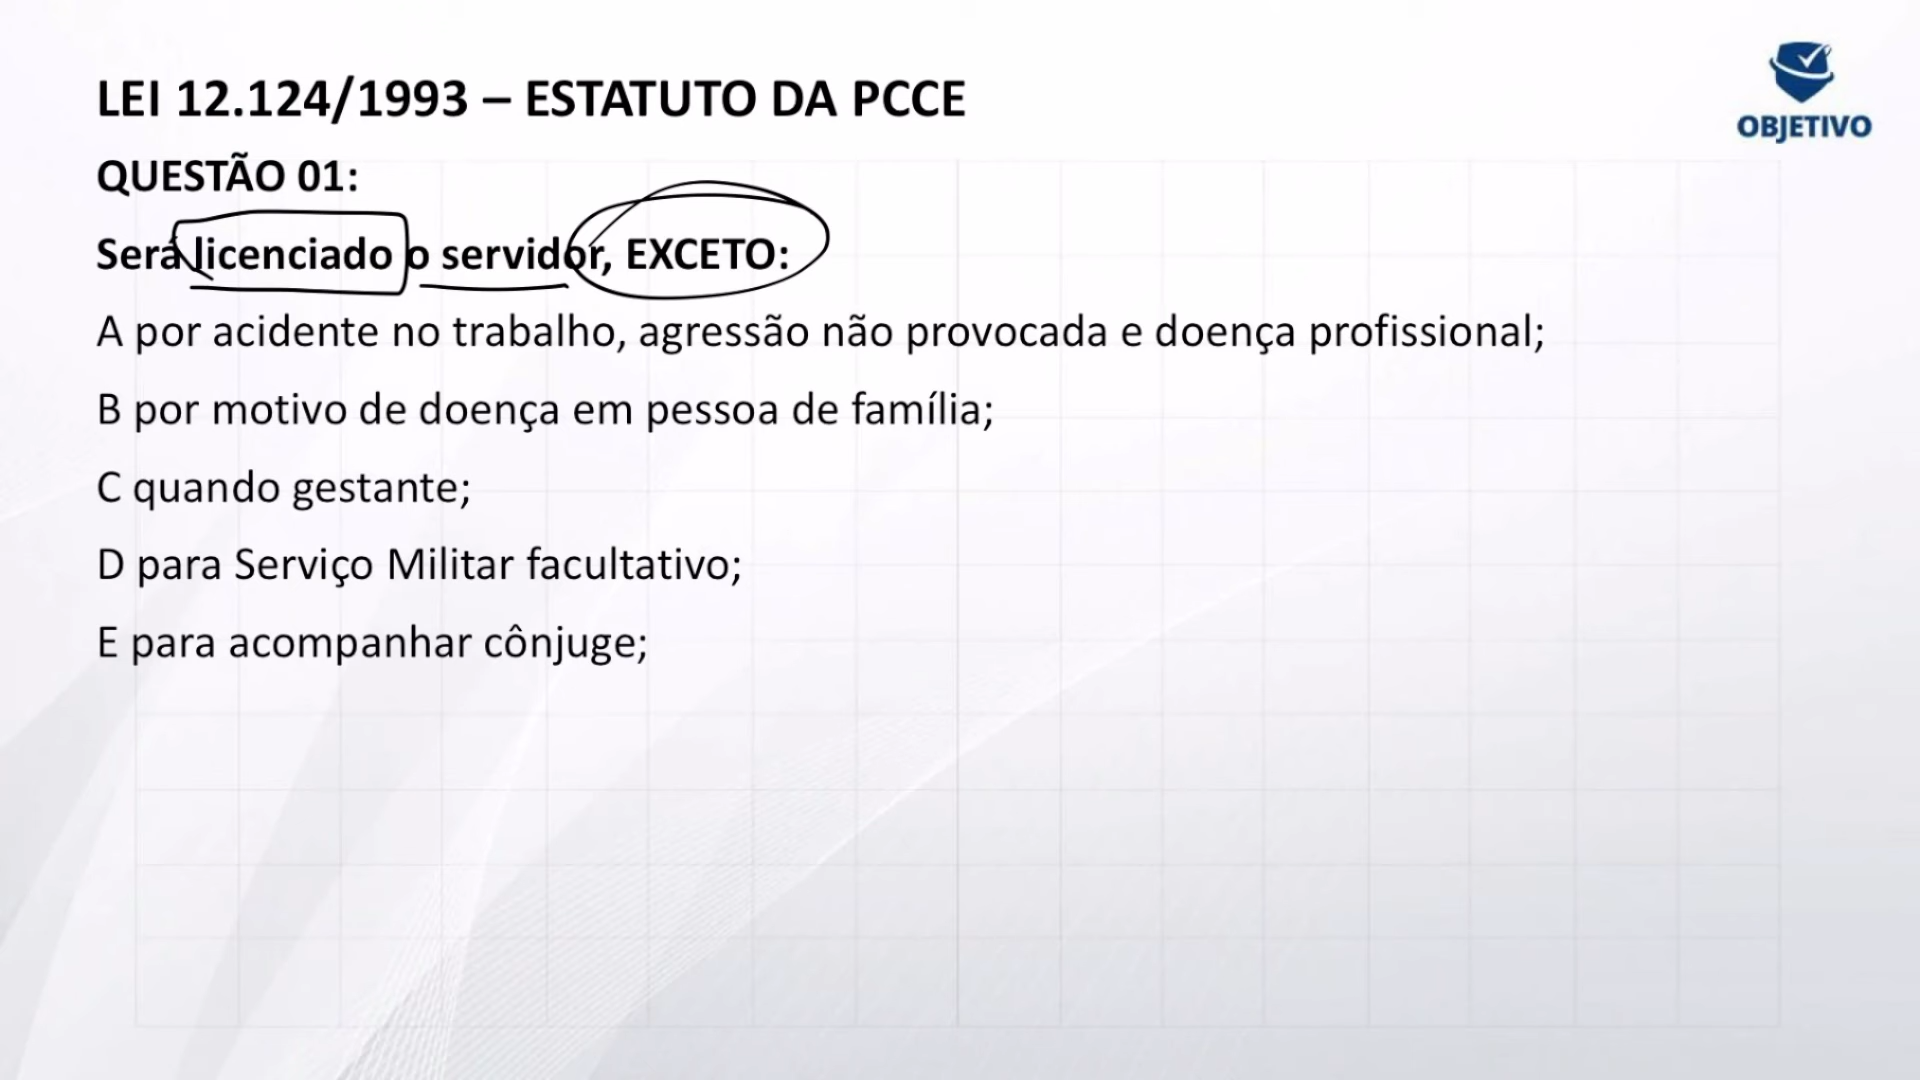 LEI 12.124/1993 – ESTATUTO DA PCCE
OBJETIVO
QUESTÃO 01:
Será licenciado o servidor, EXCETO:
A por acidente no trabalho, agressão não provocada e doença profissional;
B por motivo de doença em pessoa de família;
C quando gestante;
D para Serviço Militar facultativo;
E para acompanhar cônjuge;